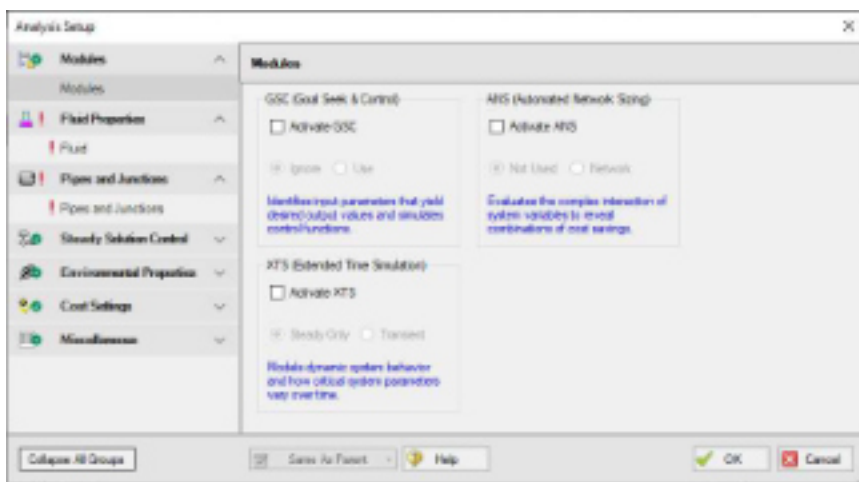 Analysis Setup
Modules
Modules
Fluid Properties
Fluid
Pipes and Junctions
Pipes and Junctions
Steady Solution Control
Environmental Properties
Cost Settings
Miscellaneous
Collapse All Groups
Modules
GSC (Goal Seek & Control)
Activate GSC
Ignore Use
Identifies input parameters that yield
desired output values and simulates
control functions.
ANS (Automated Network Sizing)
Activate ANS
Not Used Network
Evaluates the complex interaction of
system variables to reveal
combinations of cost savings.
XTS (Extended Time Simulation)
Activate XTS
Steady Only Transient
Models dynamic system behavior
and how critical system parameters
vary over time.
Same As Parent
Help
OK
Cancel